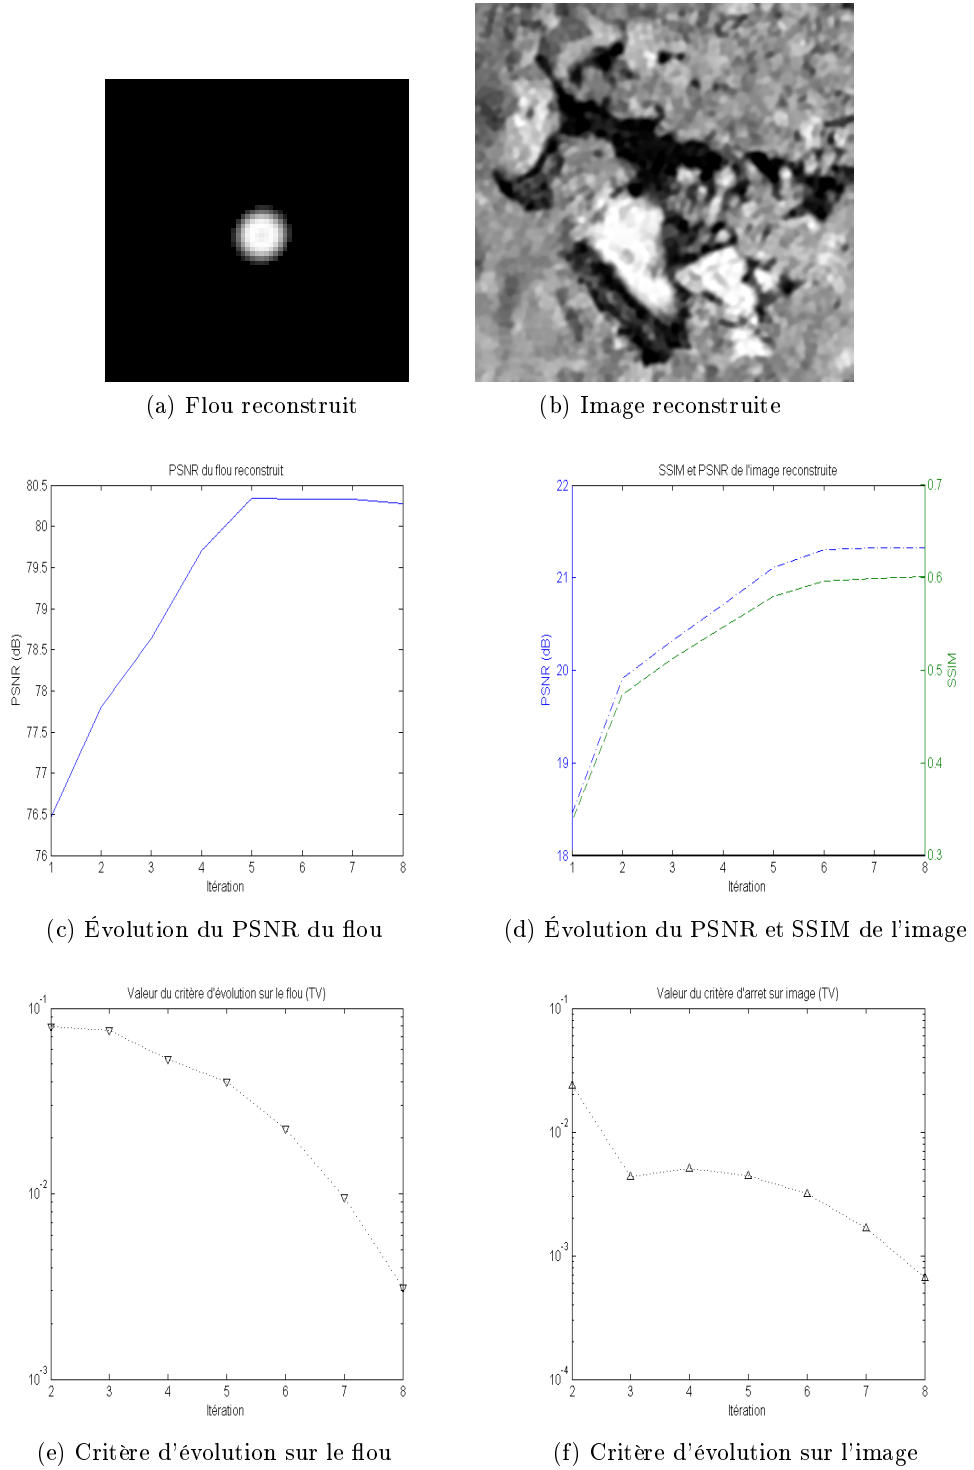 (a) Flou reconstruit
(b) Image reconstruite
PSNR du flou reconstruit
80.5
80
79.5
79
78.5
78
77.5
77
76.5
76
PSNR (dB)
1 2 3 4 5 6 7 8
Itération
SSIM et PSNR de l'image reconstruite
22
21
20
19
18
PSNR (dB)
0.7
0.6
0.5
0.4
0.3
SSIM
1 2 3 4 5 6 7 8
Itération
(c) Évolution du PSNR du flou
(d) Évolution du PSNR et SSIM de l'image
Valeur du critère d'évolution sur le flou (TV)
10^-1
10^-2
10^-3
2 3 4 5 6 7 8
Itération
Valeur du critère d'arret sur image (TV)
10^-1
10^-2
10^-3
10^-4
2 3 4 5 6 7 8
Itération
(e) Critère d'évolution sur le flou
(f) Critère d'évolution sur l'image